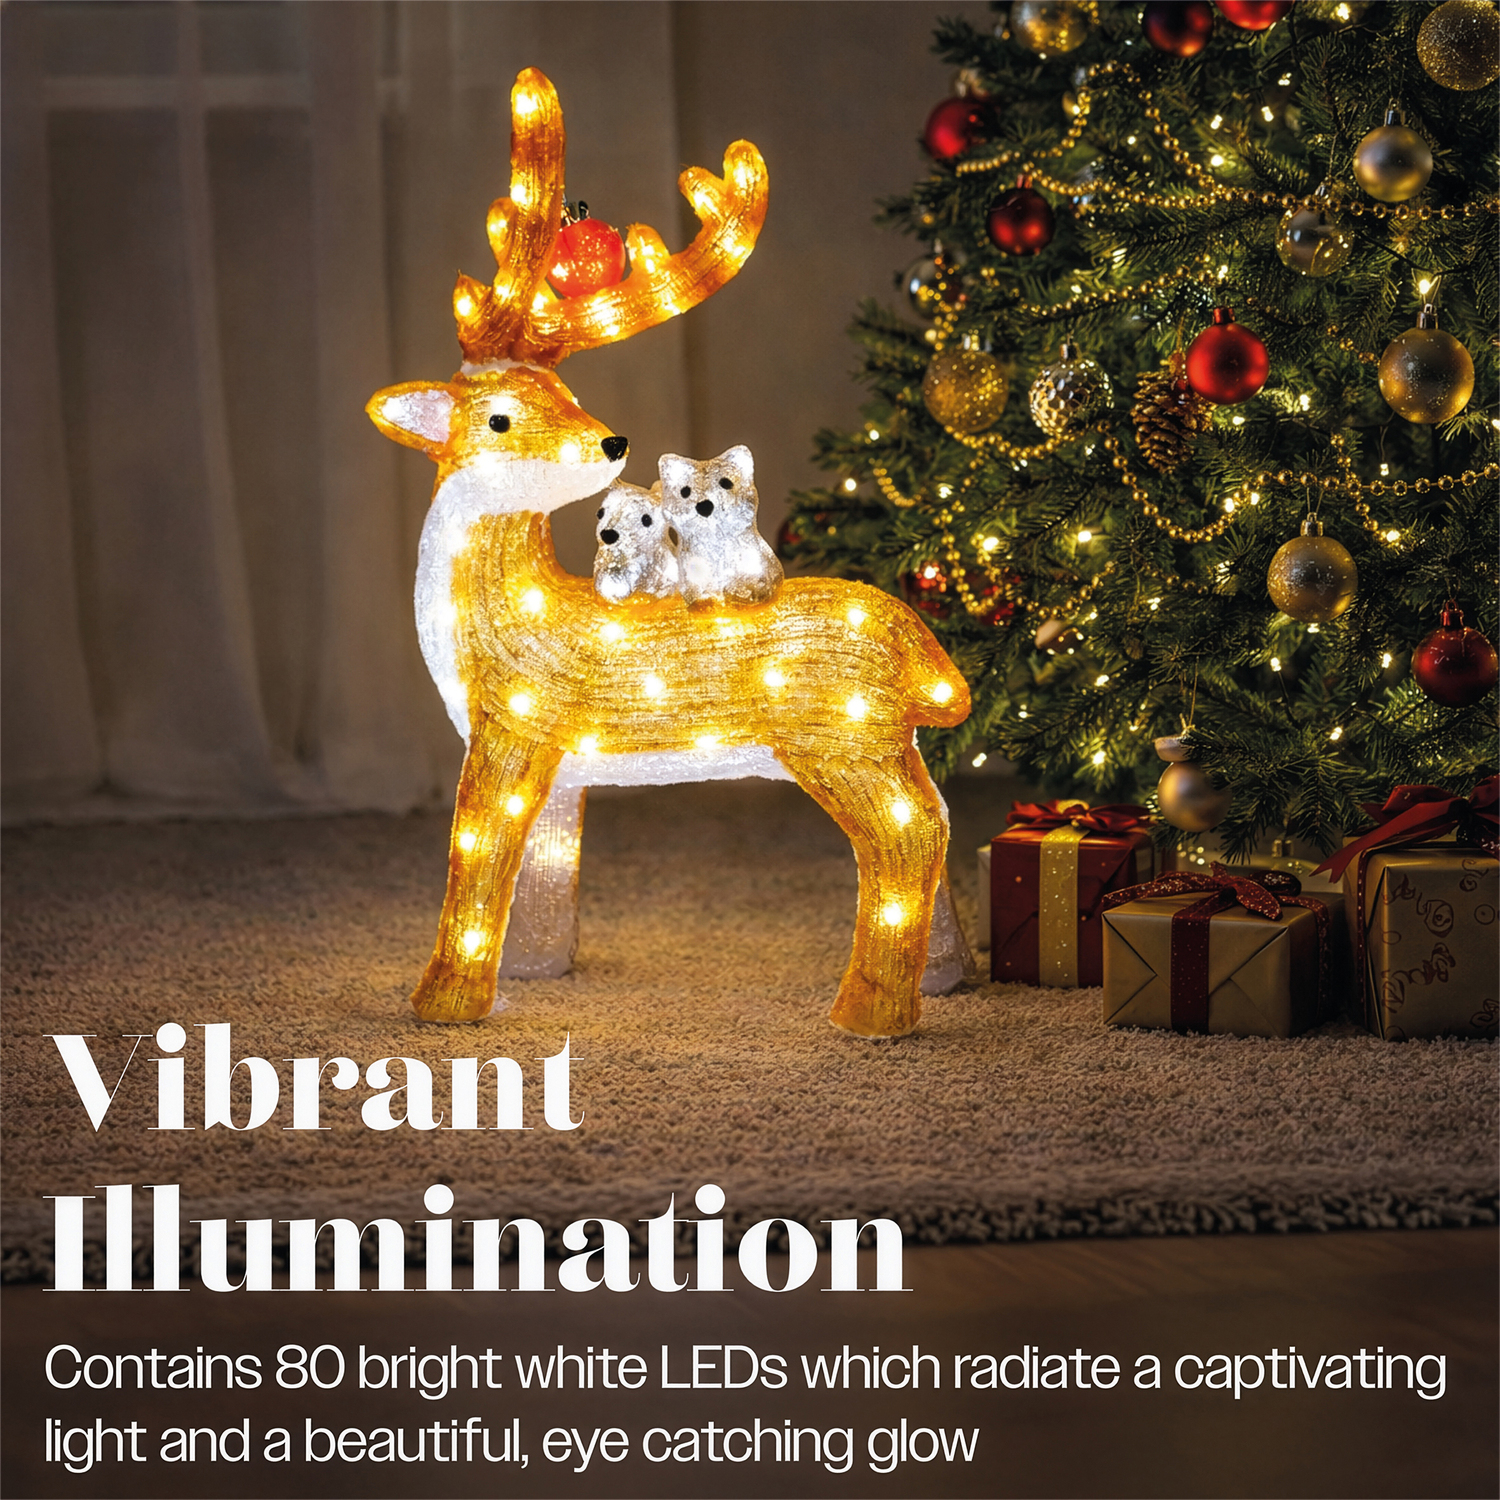 Vibrant
Illumination
Contains 80 bright white LEDs which radiate a captivating
light and a beautiful, eye catching glow